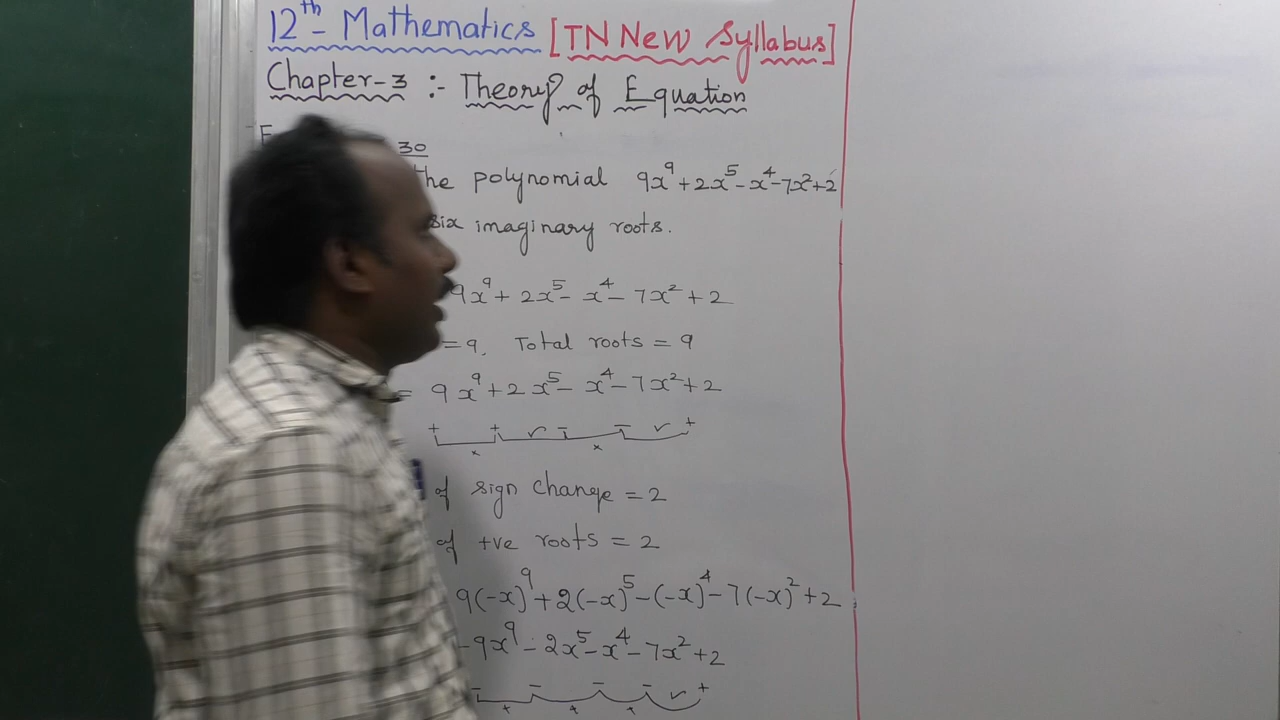 12th - Mathematics [TN New Syllabus]
Chapter-3 :- Theory of Equation
30
the polynomial 9x⁹+2x⁵-x⁴-7x²+2
six imaginary roots.
9x⁹+2x⁵-x⁴-7x²+2
=9, Total roots = 9
= 9x⁹+2x⁵-x⁴-7x²+2
+ + ✓ - - ✓ +
x x
of sign change = 2
of +ve roots = 2
9(-x)⁹+2(-x)⁵-(-x)⁴-7(-x)²+2
-9x⁹-2x⁵-x⁴-7x²+2
- - - - ✓ +
x x x